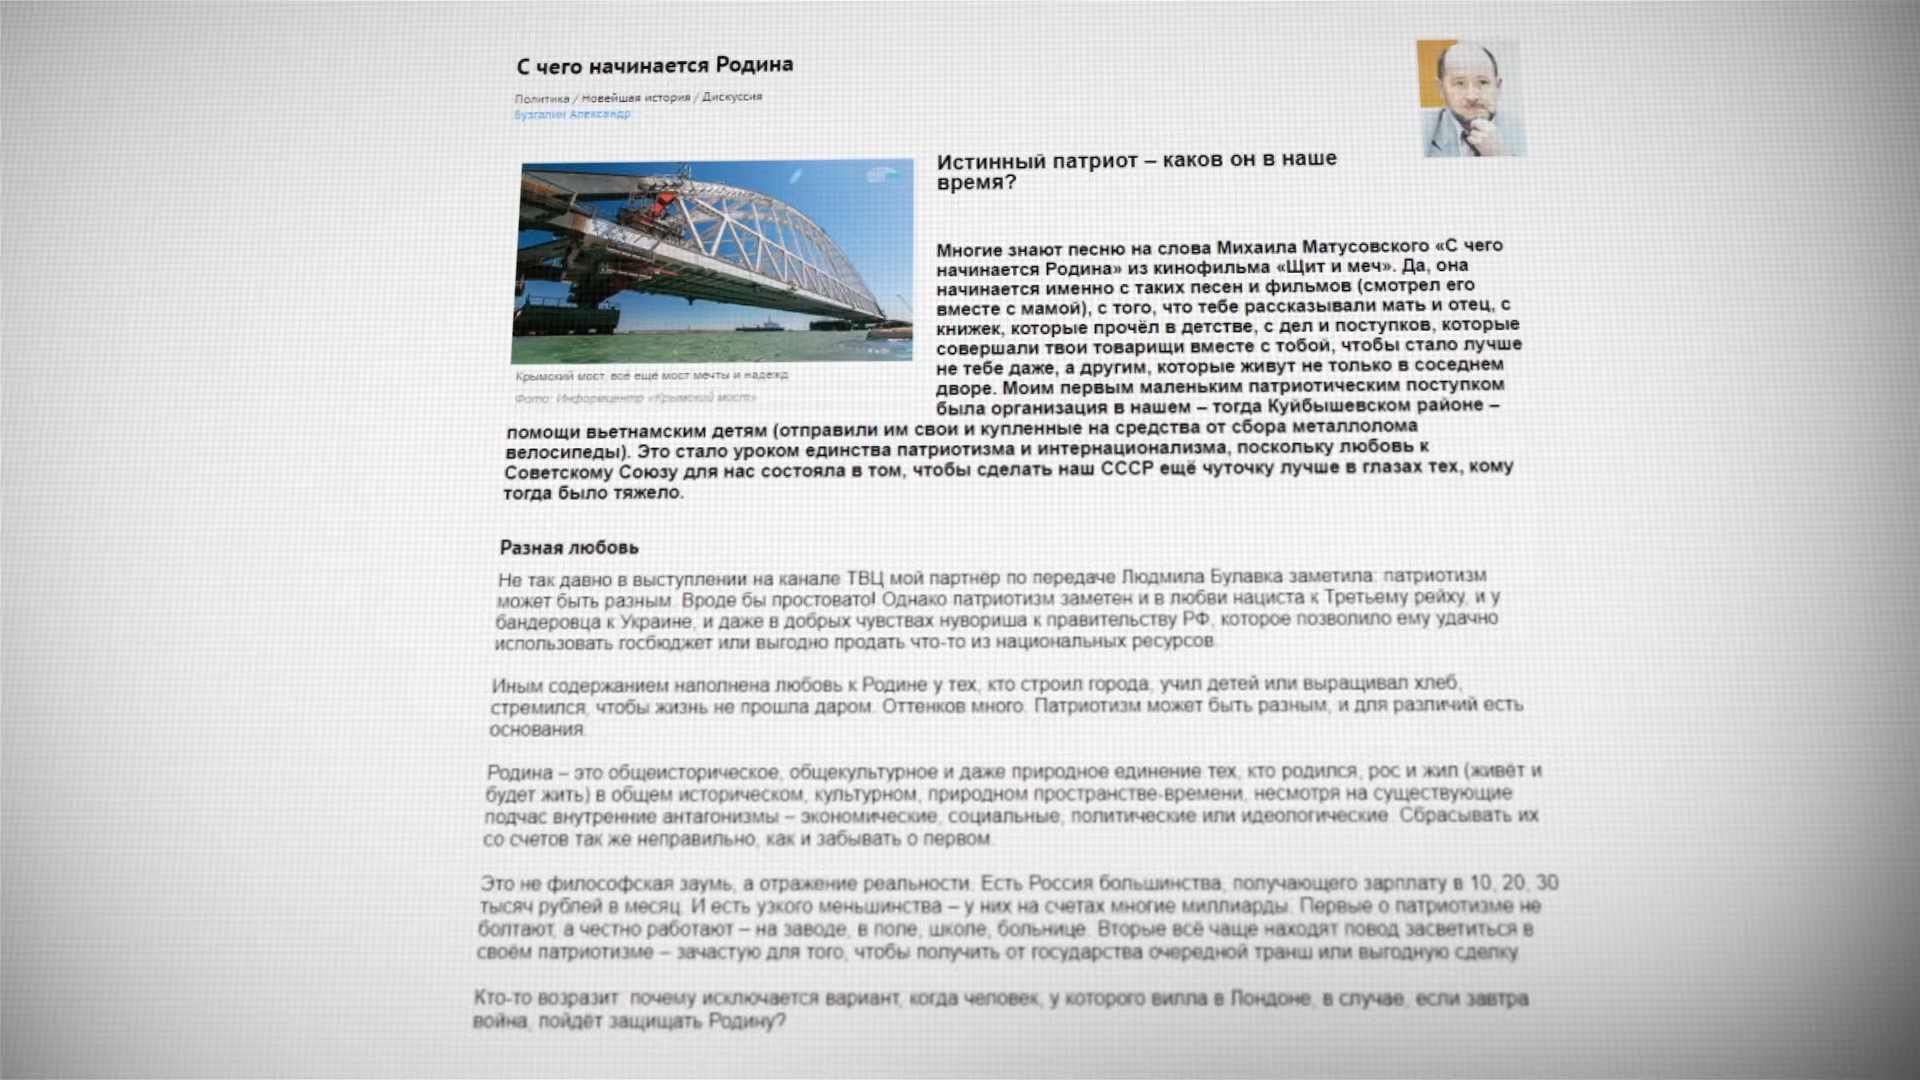 С чего начинается Родина
Политика / Новейшая история / Дискуссия
Бузгалин Александр
Истинный патриот – каков он в наше
время?
Многие знают песню на слова Михаила Матусовского «С чего
начинается Родина» из кинофильма «Щит и меч». Да, она
начинается именно с таких песен и фильмов (смотрел его
вместе с мамой), с того, что тебе рассказывали мать и отец, с
книжек, которые прочёл в детстве, с дел и поступков, которые
совершали твои товарищи вместе с тобой, чтобы стало лучше
не тебе даже, а другим, которые живут не только в соседнем
дворе. Моим первым маленьким патриотическим поступком
была организация в нашем – тогда Куйбышевском районе –
помощи вьетнамским детям (отправили им свои и купленные на средства от сбора металлолома
велосипеды). Это стало уроком единства патриотизма и интернационализма, поскольку любовь к
Советскому Союзу для нас состояла в том, чтобы сделать наш СССР ещё чуточку лучше в глазах тех, кому
тогда было тяжело.
Крымский мост, всё ещё мост мечты и надежд
Фото: Информцентр «Крымский мост»
Разная любовь
Не так давно в выступлении на канале ТВЦ мой партнёр по передаче Людмила Булавка заметила: патриотизм
может быть разным. Вроде бы простовато! Однако патриотизм заметен и в любви нациста к Третьему рейху, и у
бандеровца к Украине, и даже в добрых чувствах нувориша к правительству РФ, которое позволило ему удачно
использовать госбюджет или выгодно продать что-то из национальных ресурсов.
Иным содержанием наполнена любовь к Родине у тех, кто строил города, учил детей или выращивал хлеб,
стремился, чтобы жизнь не прошла даром. Оттенков много. Патриотизм может быть разным, и для различий есть
основания.
Родина – это общеисторическое, общекультурное и даже природное единение тех, кто родился, рос и жил (живёт и
будет жить) в общем историческом, культурном, природном пространстве-времени, несмотря на существующие
подчас внутренние антагонизмы – экономические, социальные, политические или идеологические. Сбрасывать их
со счетов так же неправильно, как и забывать о первом.
Это не философская заумь, а отражение реальности. Есть Россия большинства, получающего зарплату в 10, 20, 30
тысяч рублей в месяц. И есть узкого меньшинства – у них на счетах многие миллиарды. Первые о патриотизме не
болтают, а честно работают – на заводе, в поле, школе, больнице. Вторые всё чаще находят повод засветиться в
своём патриотизме – зачастую для того, чтобы получить от государства очередной транш или выгодную сделку.
Кто-то возразит: почему исключается вариант, когда человек, у которого вилла в Лондоне, в случае, если завтра
война, пойдёт защищать Родину?